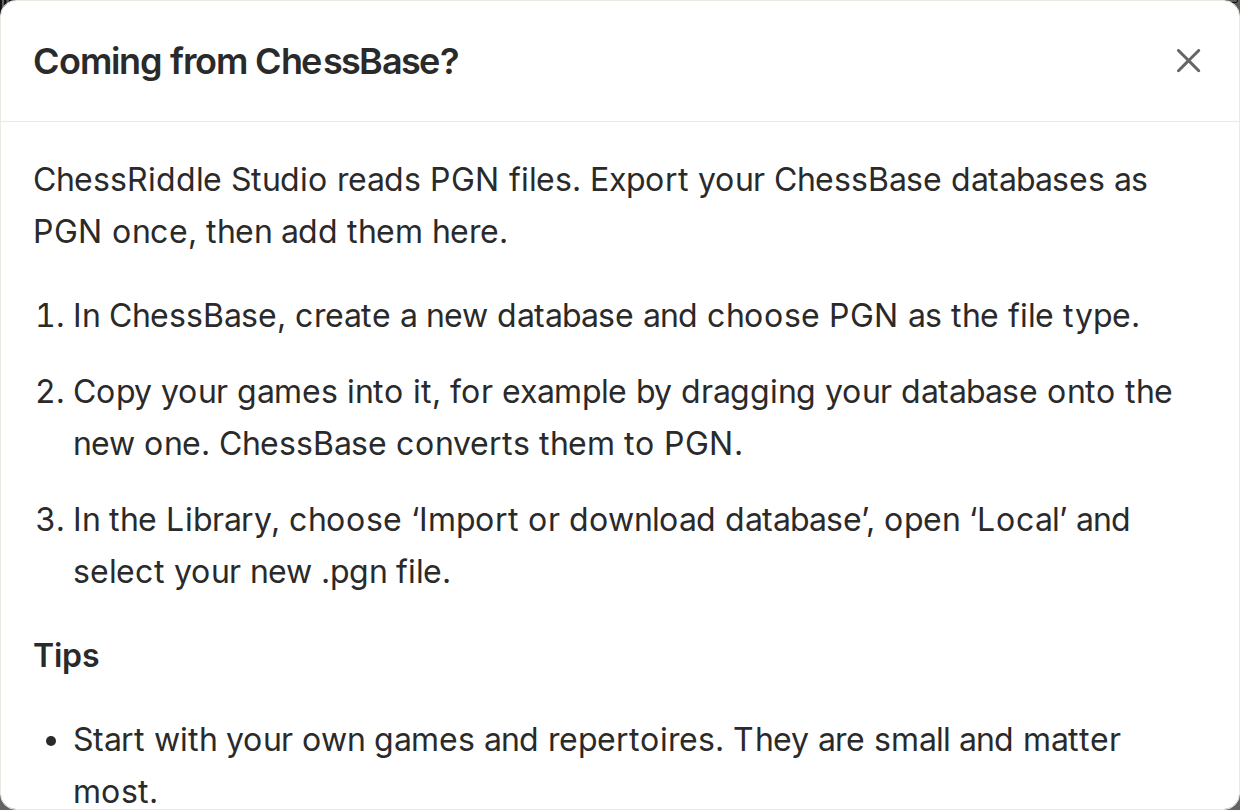 Coming from ChessBase?
ChessRiddle Studio reads PGN files. Export your ChessBase databases as
PGN once, then add them here.
1. In ChessBase, create a new database and choose PGN as the file type.
2. Copy your games into it, for example by dragging your database onto the
new one. ChessBase converts them to PGN.
3. In the Library, choose ‘Import or download database’, open ‘Local’ and
select your new .pgn file.
Tips
• Start with your own games and repertoires. They are small and matter
most.